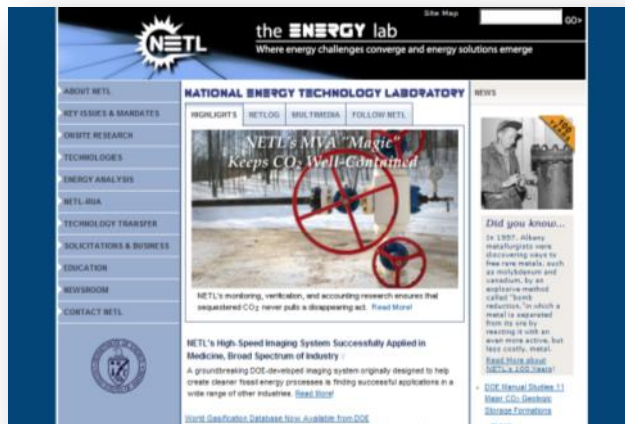 Site Map
GO>
NETL
the ENERGY lab
Where energy challenges converge and energy solutions emerge
ABOUT NETL
KEY ISSUES & MANDATES
ONSITE RESEARCH
TECHNOLOGIES
ENERGY ANALYSIS
NETL-RUA
TECHNOLOGY TRANSFER
SOLICITATIONS & BUSINESS
EDUCATION
NEWSROOM
CONTACT NETL
NATIONAL ENERGY TECHNOLOGY LABORATORY
HIGHLIGHTS NETLOG MULTIMEDIA FOLLOW NETL
NETL's MVA "Magic"
Keeps CO2 Well-Contained
NETL's monitoring, verification, and accounting research ensures that
sequestered CO2 never pulls a disappearing act. Read More!
NETL's High-Speed Imaging System Successfully Applied in
Medicine, Broad Spectrum of Industry
A groundbreaking DOE-developed imaging system originally designed to help
create cleaner fossil energy processes is finding successful applications in a
wide range of other industries. Read More!
World Gasification Database Now Available from DOE
NEWS
100
YEARS
Did you know...
In 1957, Albany
metallurgists were
discovering ways to
free rare metals, such
as molybdenum and
vanadium, by an
explosive method
called "bomb
reduction," in which a
metal is separated
from its ore by
reacting it with an
even more active, but
less costly, metal.
Read More about
NETL's 100 Years!
DOE Manual Studies 11
Major CO2 Geologic
Storage Formations